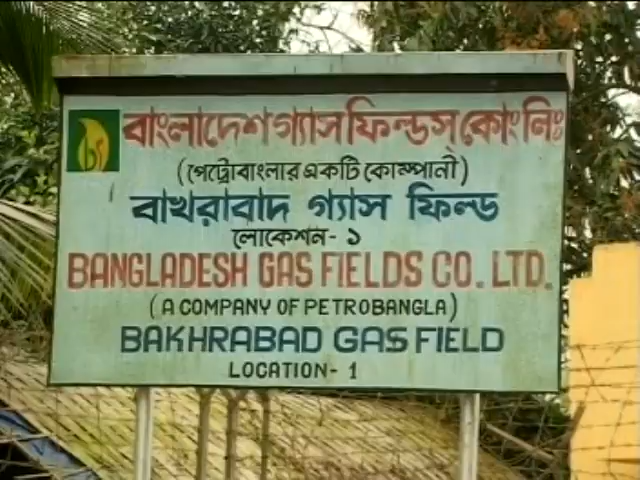 বাংলাদেশ গ্যাস ফিল্ডস্ কোং লিঃ
(পেট্রোবাংলার একটি কোম্পানী)
বাখরাবাদ গ্যাস ফিল্ড
লোকেশন- ১
BANGLADESH GAS FIELDS CO. LTD.
(A COMPANY OF PETROBANGLA)
BAKHRABAD GAS FIELD
LOCATION- 1